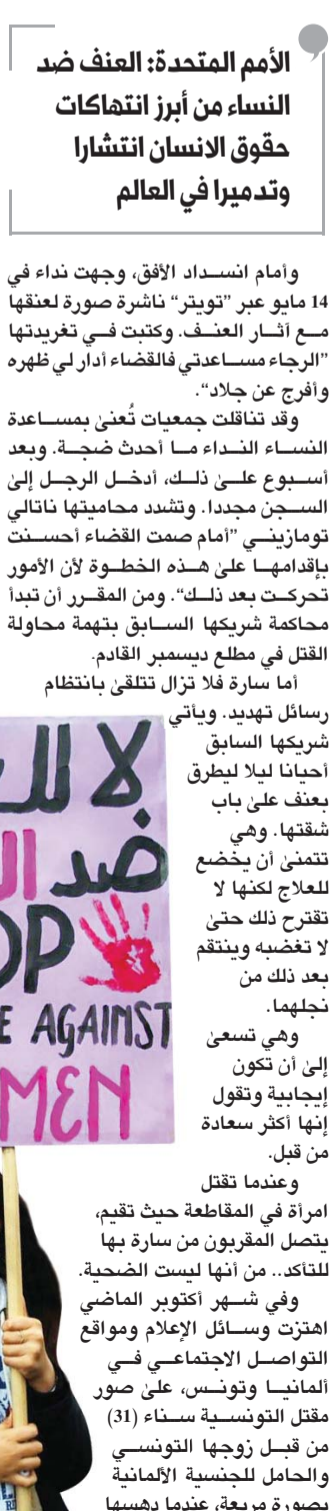 الأمم المتحدة: العنف ضد
النساء من أبرز انتهاكات
حقوق الانسان انتشارا
وتدميرا في العالم
وأمام انسداد الأفق، وجهت نداء في
14 مايو عبر ”تويتر“ ناشرة صورة لعنقها
مع آثار العنف. وكتبت في تغريدتها
”الرجاء مساعدتي فالقضاء أدار لي ظهره
وأفرج عن جلاد“.
وقد تناقلت جمعيات تُعنىٰ بمساعدة
النساء النداء ما أحدث ضجة. وبعد
أسبوع علىٰ ذلك، أدخل الرجل إلىٰ
السجن مجددا. وتشدد محاميتها ناتالي
تومازيني ”أمام صمت القضاء أحسنت
بإقدامها علىٰ هذه الخطوة لأن الأمور
تحركت بعد ذلك“. ومن المقرر أن تبدأ
محاكمة شريكها السابق بتهمة محاولة
القتل في مطلع ديسمبر القادم.
أما سارة فلا تزال تتلقىٰ بانتظام
رسائل تهديد. ويأتي
شريكها السابق
أحيانا ليلا ليطرق
بعنف علىٰ باب
شقتها. وهي
تتمنىٰ أن يخضع
للعلاج لكنها لا
تقترح ذلك حتىٰ
لا تغضبه وينتقم
بعد ذلك من
نجلهما.
وهي تسعىٰ
إلىٰ أن تكون
إيجابية وتقول
إنها أكثر سعادة
من قبل.
وعندما تقتل
امرأة في المقاطعة حيث تقيم،
يتصل المقربون من سارة بها
للتأكد.. من أنها ليست الضحية.
وفي شهر أكتوبر الماضي
اهتزت وسائل الإعلام ومواقع
التواصل الاجتماعي في
ألمانيا وتونس، علىٰ صور
مقتل التونسية سناء (31)
من قبل زوجها التونسي
والحامل للجنسية الألمانية
بصورة مريعة، عندما دهسها
لا
ضد
AGAINST